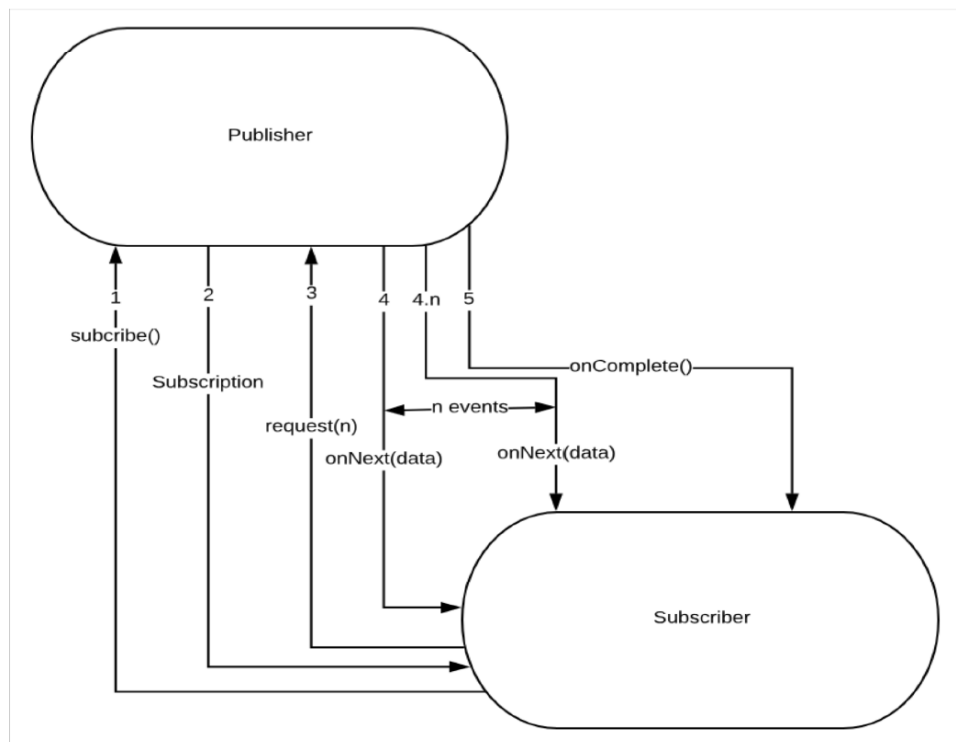 Publisher
1
2
3
4
4.n
5
subcribe()
Subscription
onComplete()
n events
request(n)
onNext(data)
onNext(data)
Subscriber